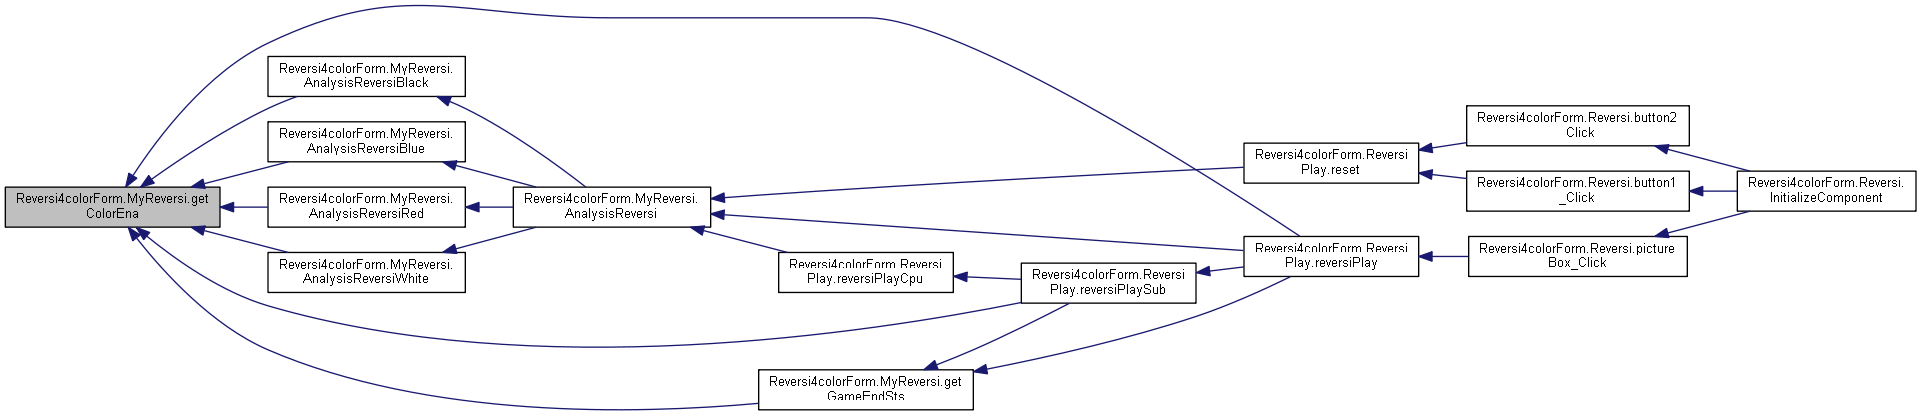 Reversi4colorForm.MyReversi.get
ColorEna
Reversi4colorForm.MyReversi.
AnalysisReversiBlack
Reversi4colorForm.MyReversi.
AnalysisReversiBlue
Reversi4colorForm.MyReversi.
AnalysisReversiRed
Reversi4colorForm.MyReversi.
AnalysisReversiWhite
Reversi4colorForm.MyReversi.
AnalysisReversi
Reversi4colorForm.Reversi
Play.reversiPlayCpu
Reversi4colorForm.MyReversi.get
GameEndSts
Reversi4colorForm.Reversi
Play.reversiPlaySub
Reversi4colorForm.Reversi
Play.reset
Reversi4colorForm.Reversi
Play.reversiPlay
Reversi4colorForm.Reversi.button2
_Click
Reversi4colorForm.Reversi.button1
_Click
Reversi4colorForm.Reversi.picture
Box_Click
Reversi4colorForm.Reversi.
InitializeComponent